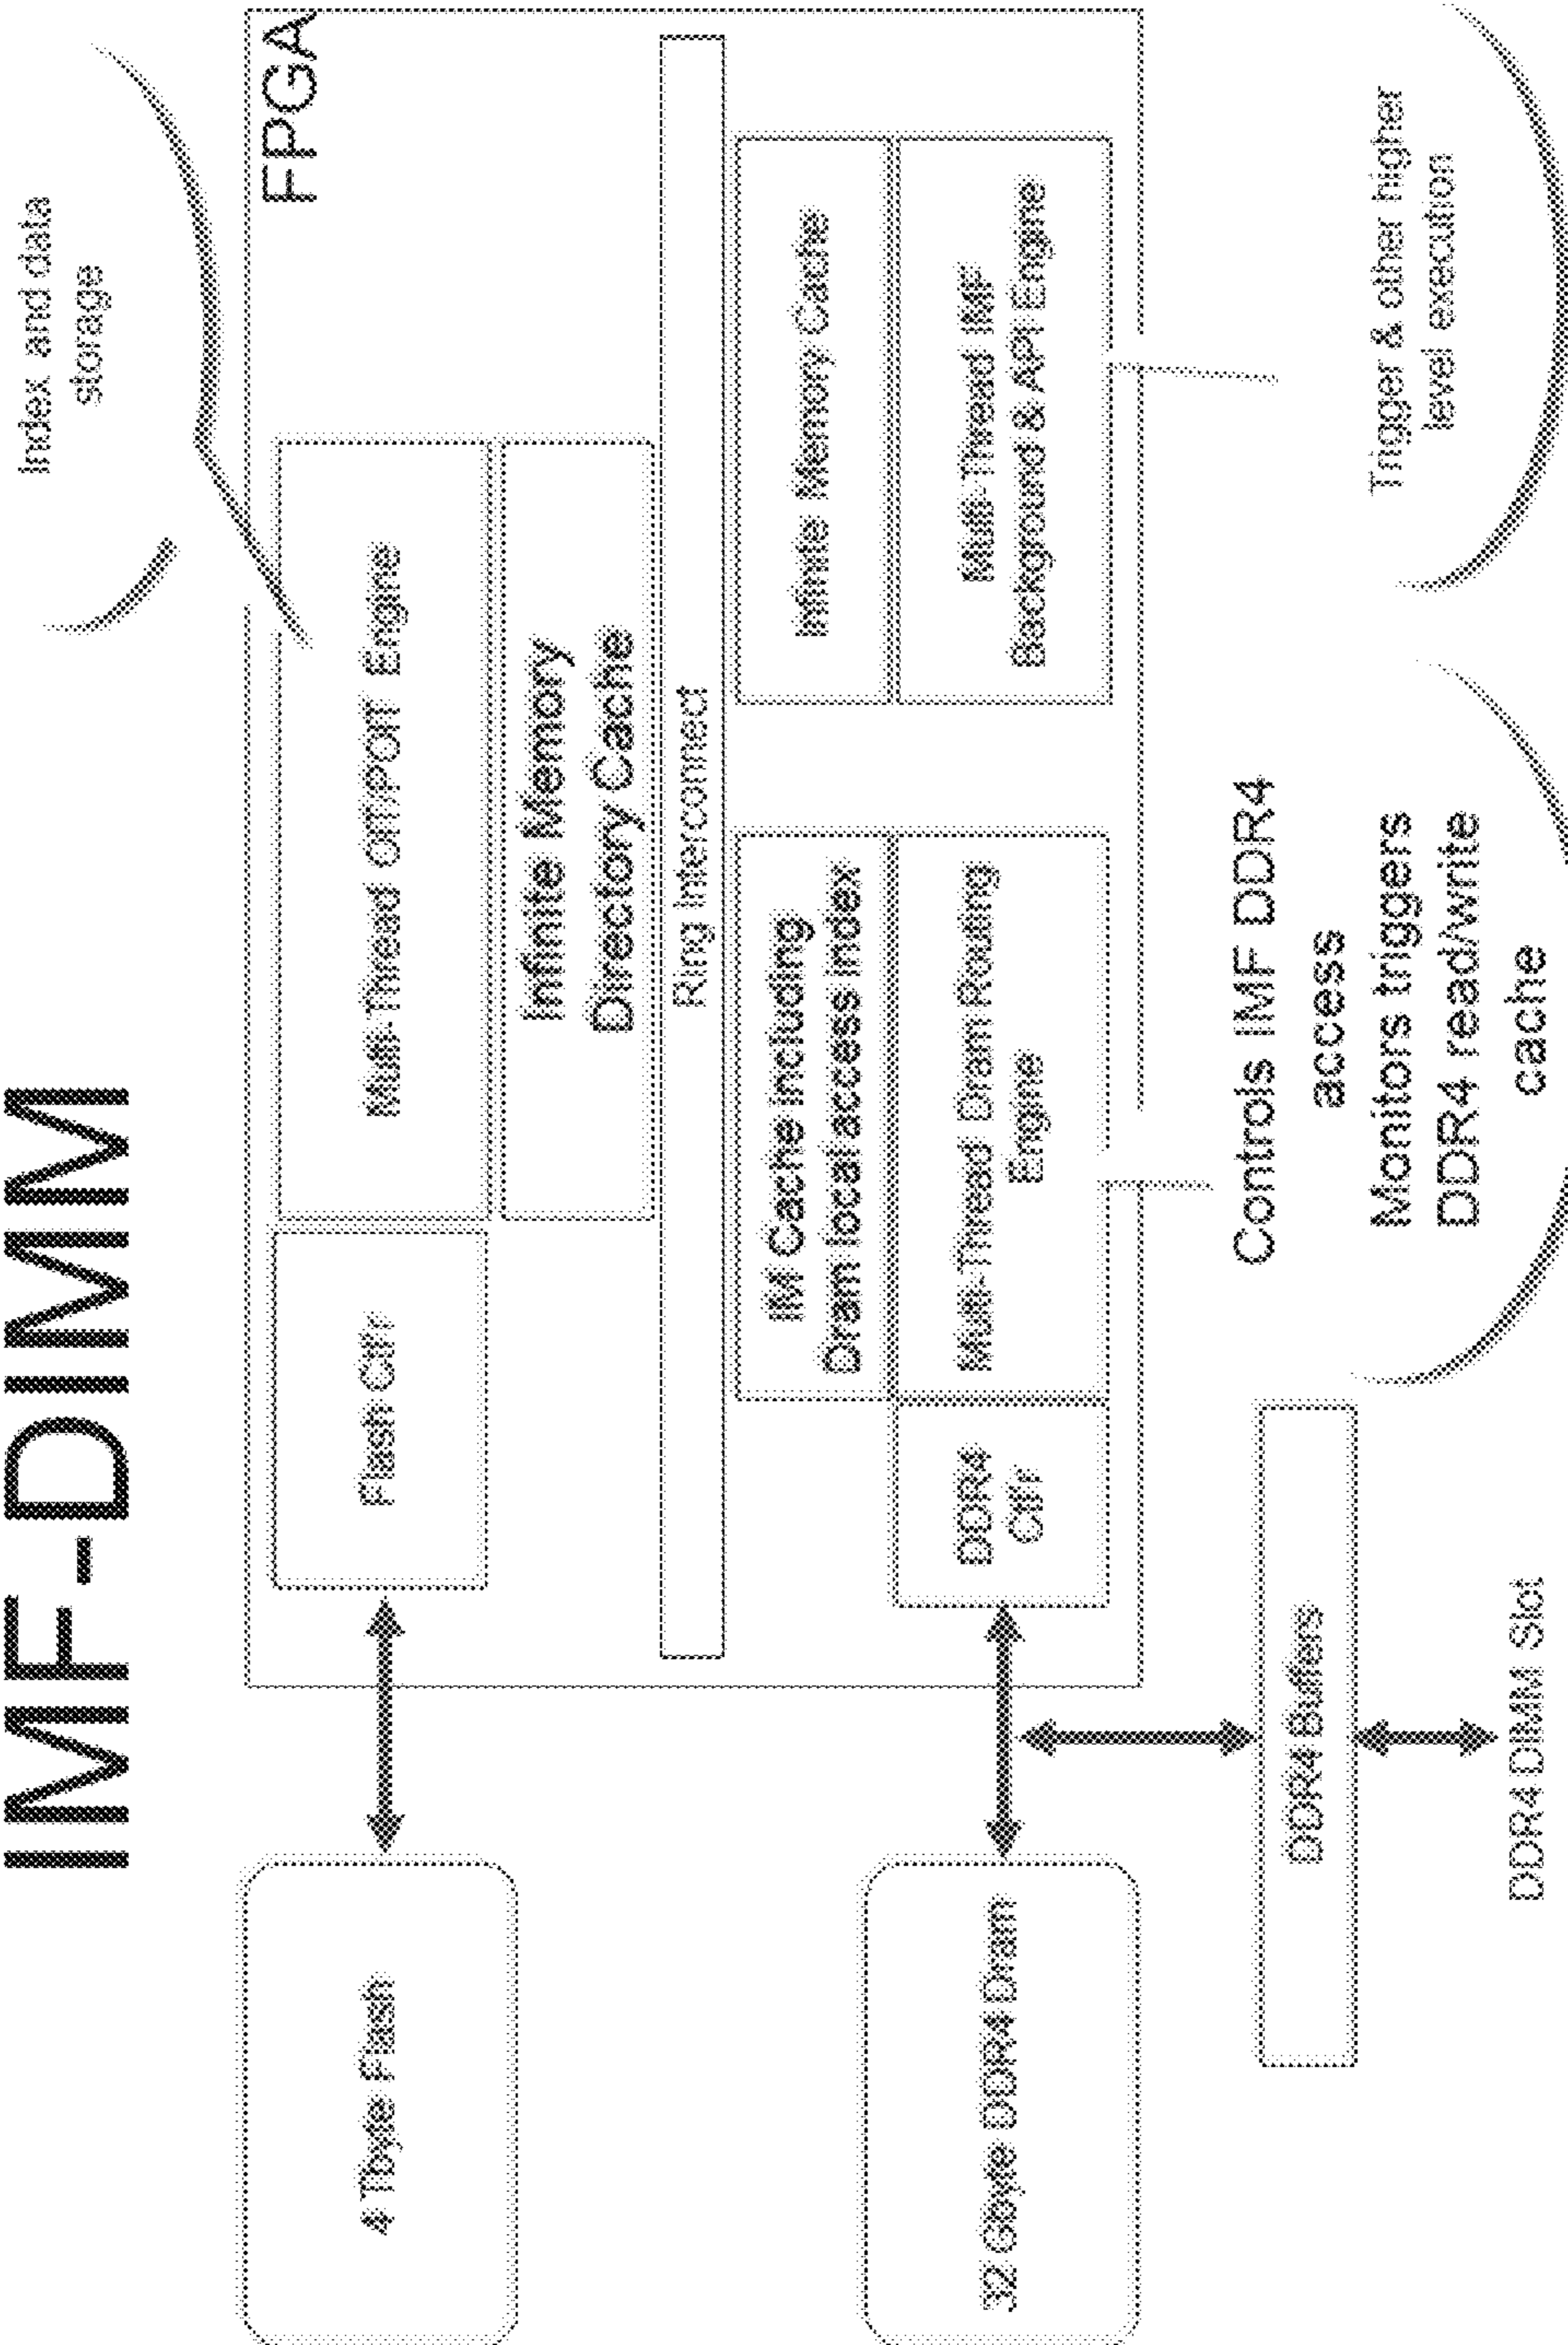 IMF-DIMM
Index and data
storage
FPGA
4 Tbyte Flash
Flash Ctlr
Multi-Thread OIT/POIT Engine
Infinite Memory
Directory Cache
Ring Interconnect
IM Cache including
Dram local access index
Infinite Memory Cache
32 Gbyte DDR4 Dram
DDR4
Ctlr
Multi-Thread Dram Routing
Engine
Multi-Thread IMF
Background & API Engine
DDR4 Buffers
DDR4 DIMM Slot
Controls IMF DDR4
access
Monitors triggers
DDR4 read/write
cache
Trigger & other higher
level execution